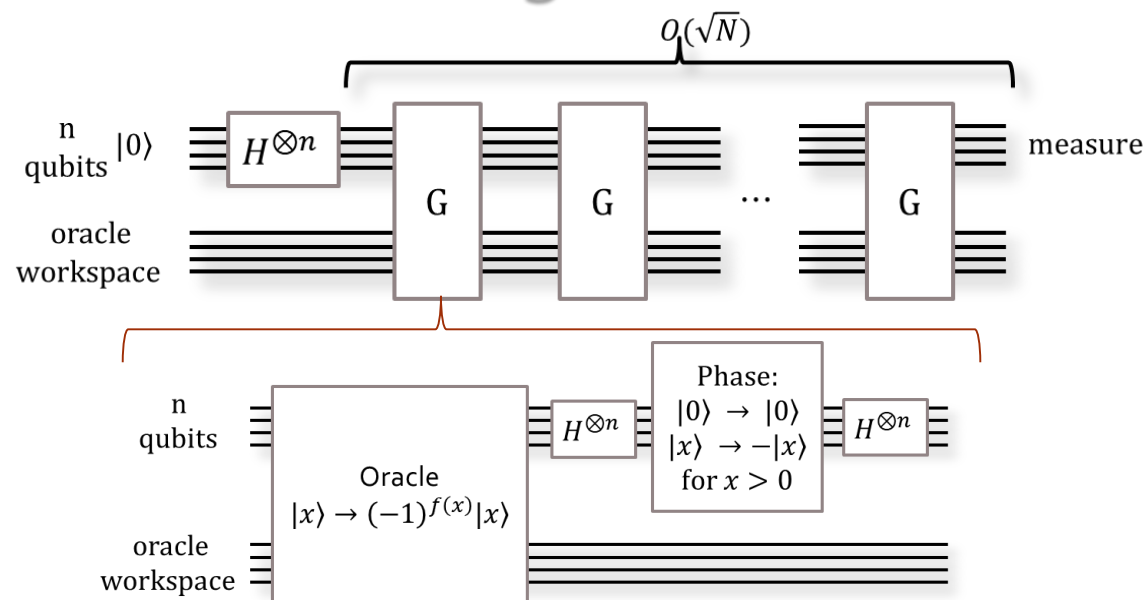 O(√N)
n
qubits
|0⟩
H^{⊗n}
G
G
...
G
measure
oracle
workspace
n
qubits
Oracle
|x⟩ → (−1)^{f(x)}|x⟩
H^{⊗n}
Phase:
|0⟩ → |0⟩
|x⟩ → −|x⟩
for x > 0
H^{⊗n}
oracle
workspace